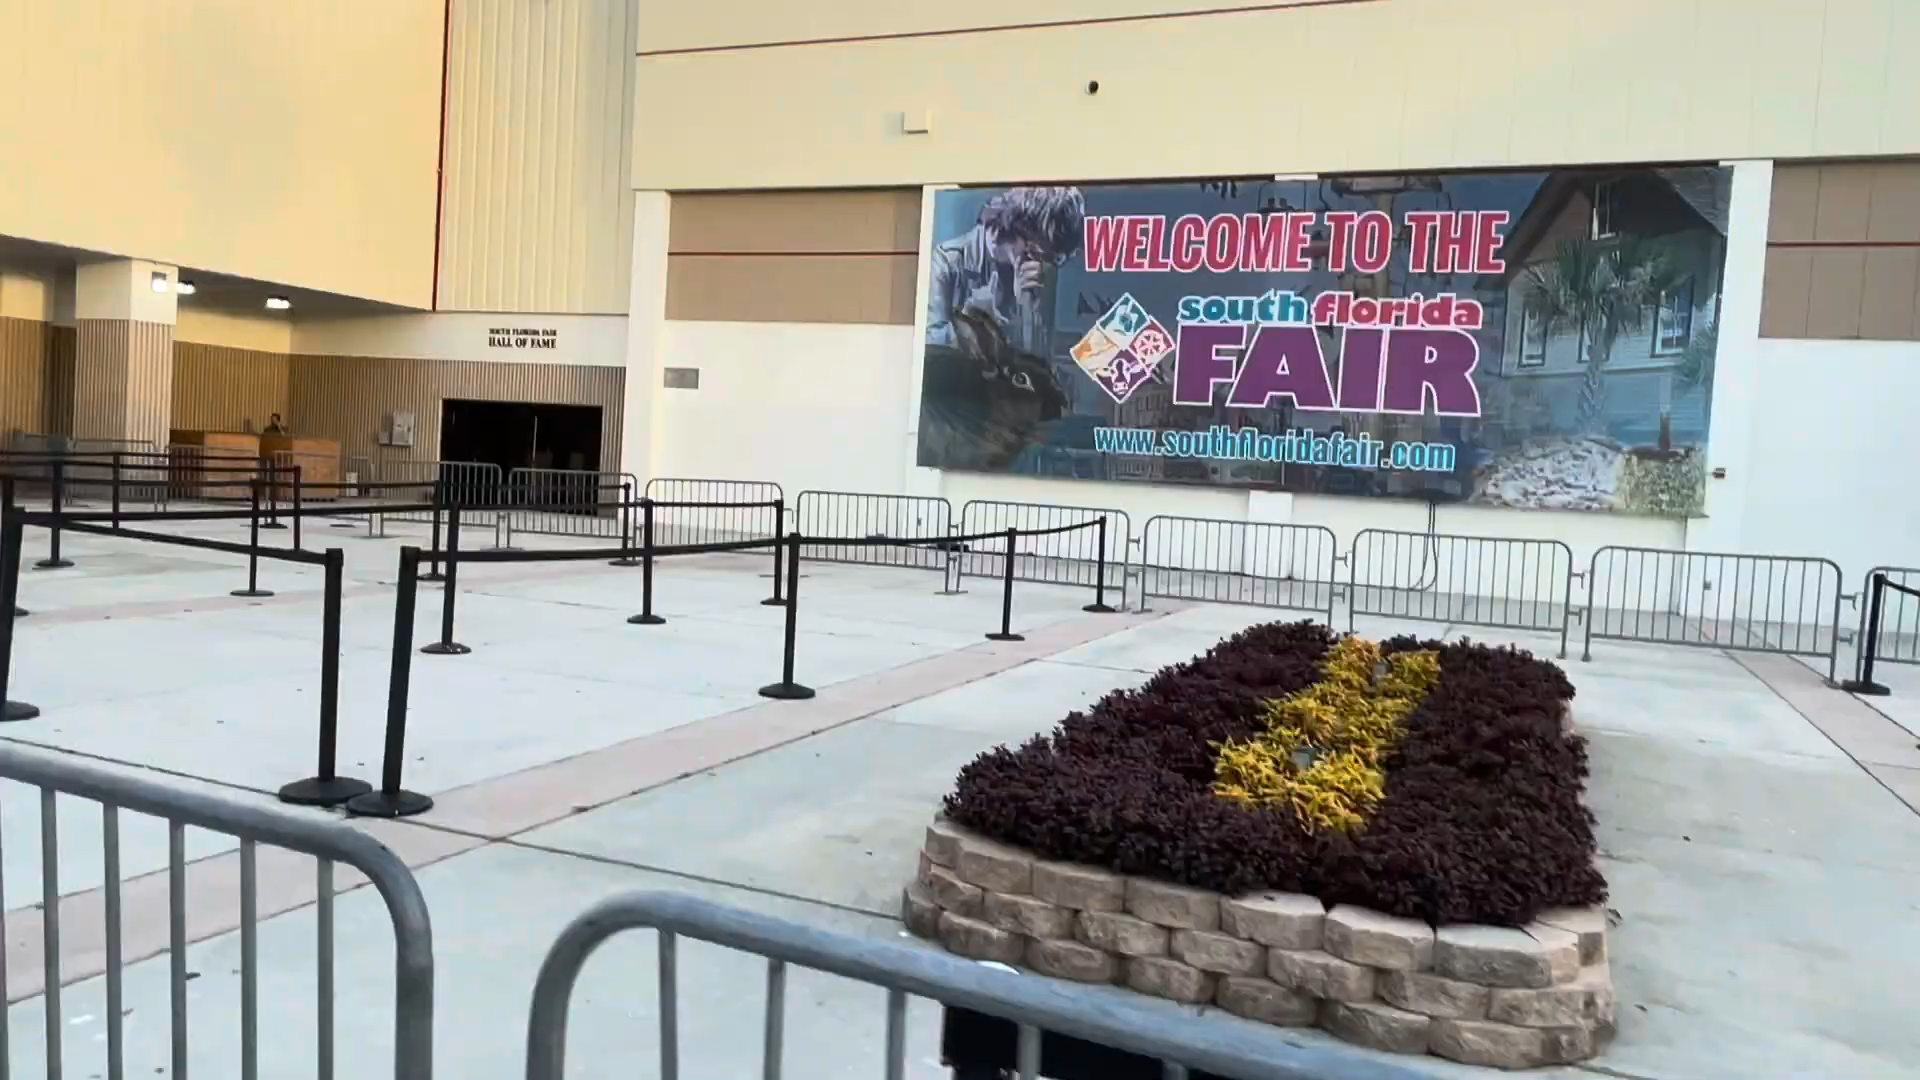 SOUTH FLORIDA FAIR
HALL OF FAME
WELCOME TO THE
south florida
FAIR
www.southfloridafair.com